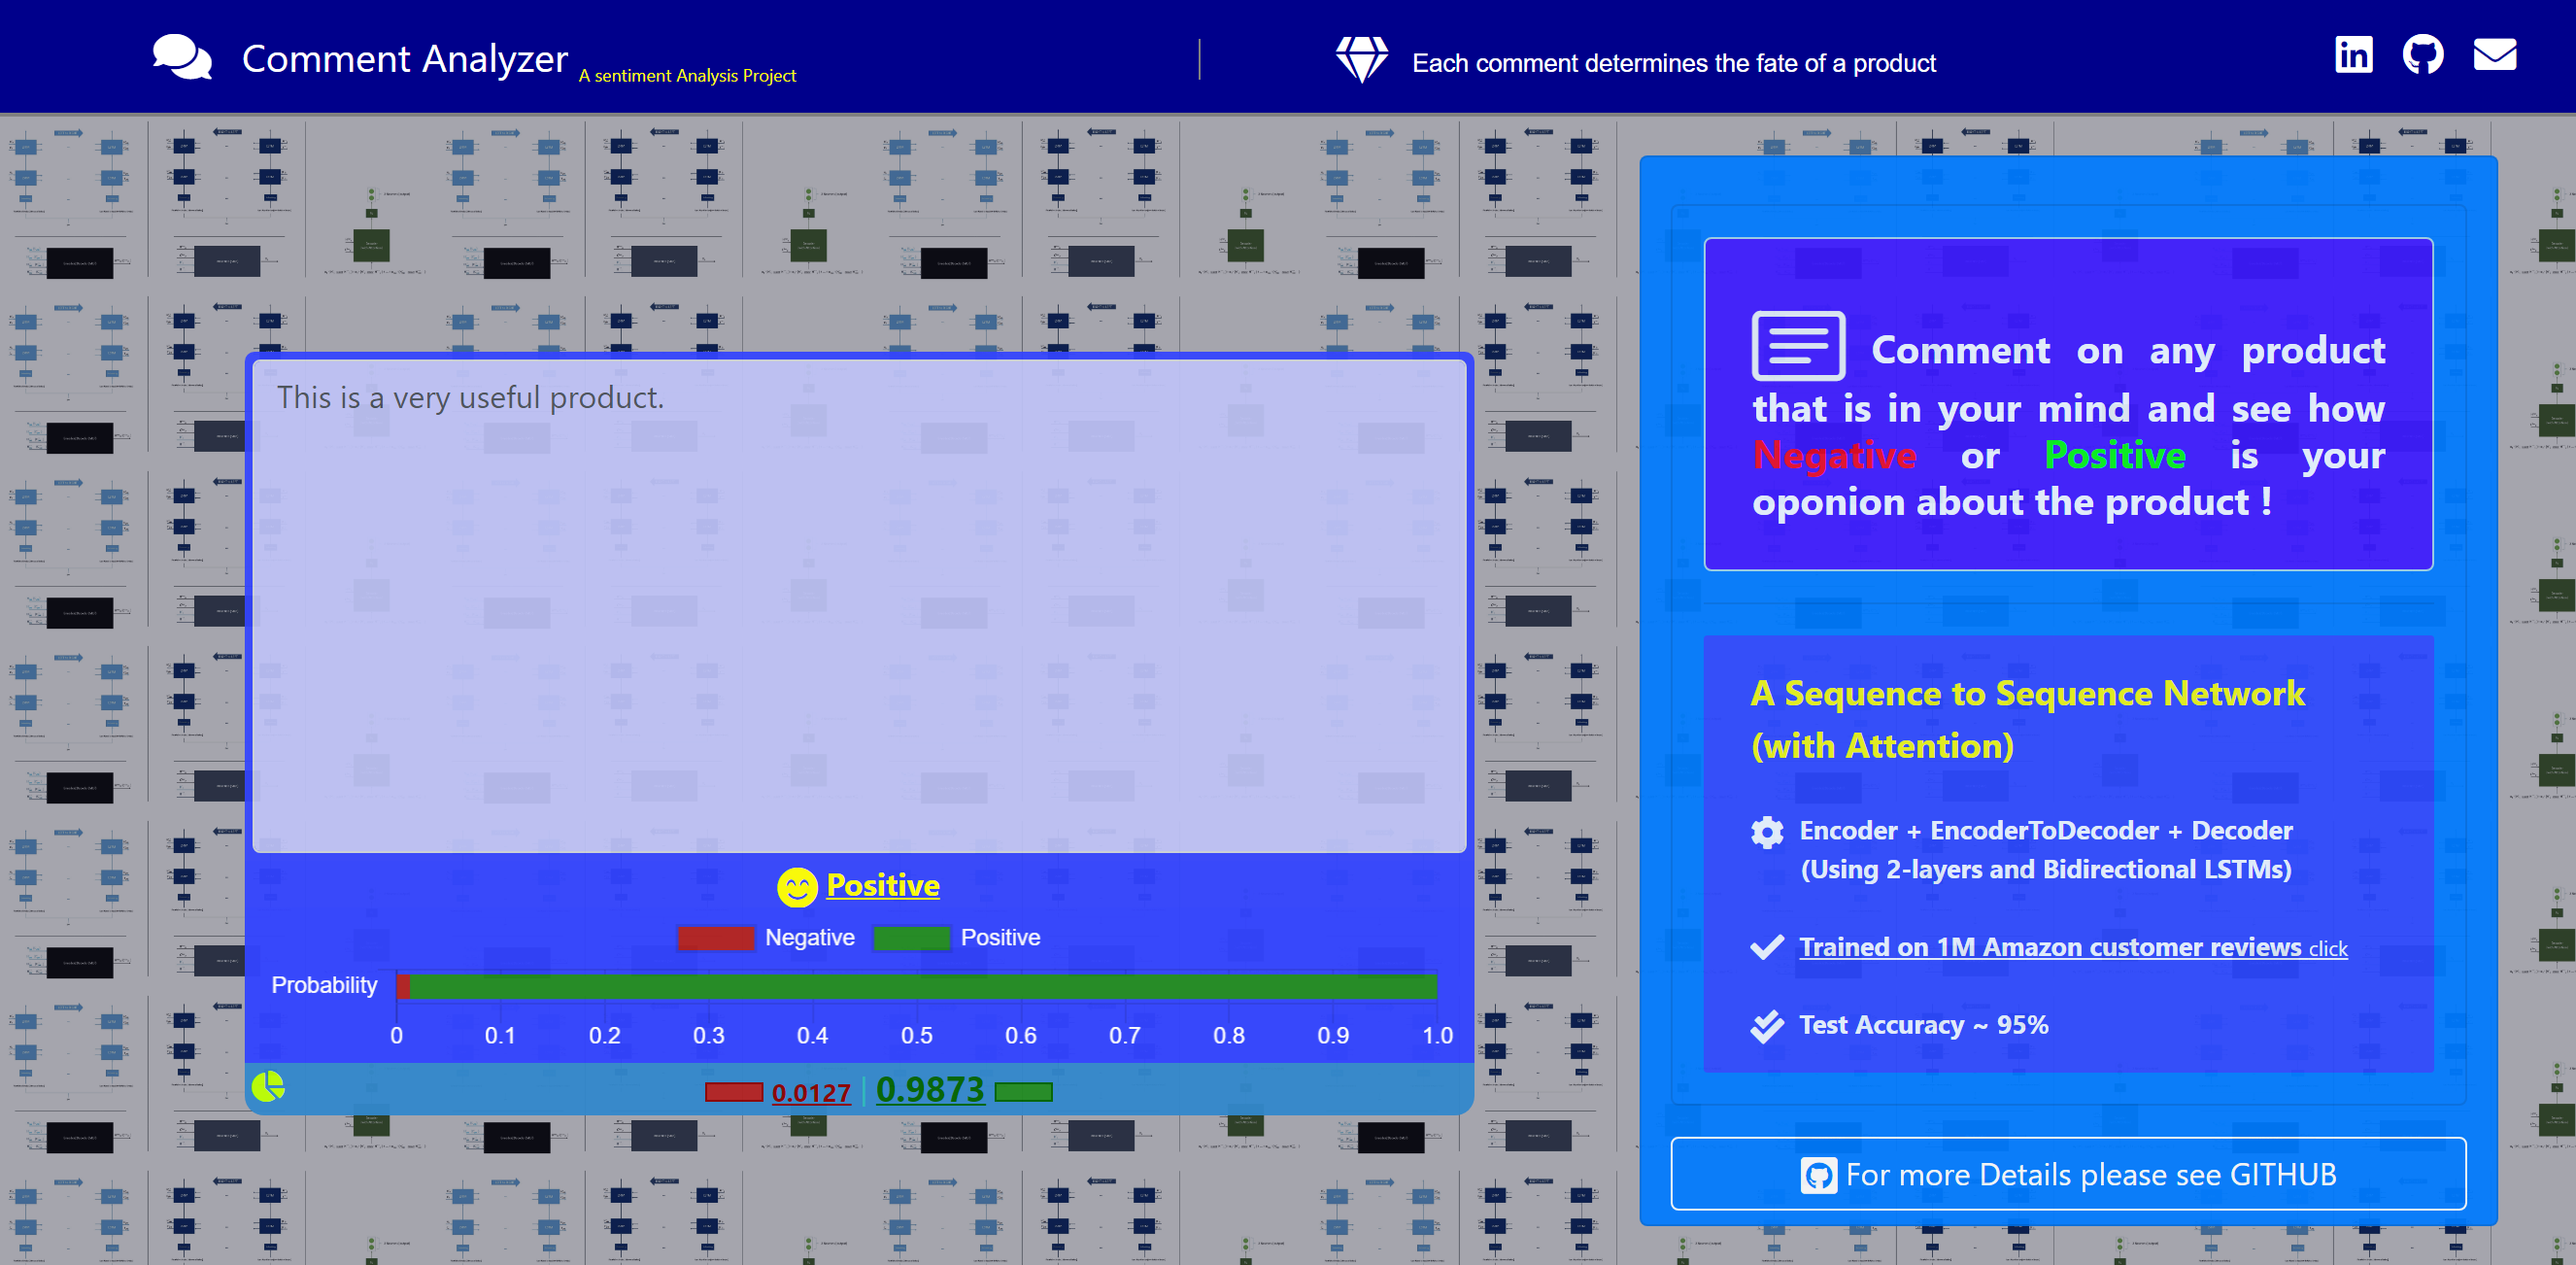 Comment Analyzer A sentiment Analysis Project
Each comment determines the fate of a product
This is a very useful product.
Positive
Negative Positive
Probability
0 0.1 0.2 0.3 0.4 0.5 0.6 0.7 0.8 0.9 1.0
0.0127 | 0.9873
Comment on any product
that is in your mind and see how
Negative or Positive is your
oponion about the product !
A Sequence to Sequence Network
(with Attention)
Encoder + EncoderToDecoder + Decoder
(Using 2-layers and Bidirectional LSTMs)
Trained on 1M Amazon customer reviews click
Test Accuracy ~ 95%
For more Details please see GITHUB